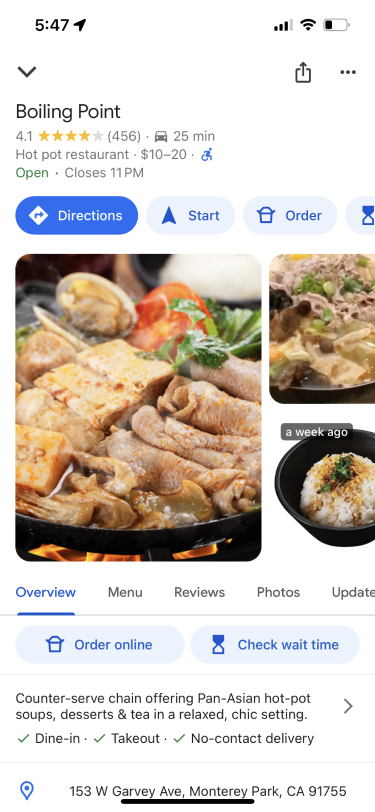 5:47
Boiling Point
4.1 ★★★★★ (456) · 25 min
Hot pot restaurant · $10–20 ·
Open · Closes 11 PM
Directions
Start
Order
a week ago
Overview
Menu
Reviews
Photos
Update
Order online
Check wait time
Counter-serve chain offering Pan-Asian hot-pot
soups, desserts & tea in a relaxed, chic setting.
✓ Dine-in · ✓ Takeout · ✓ No-contact delivery
153 W Garvey Ave, Monterey Park, CA 91755